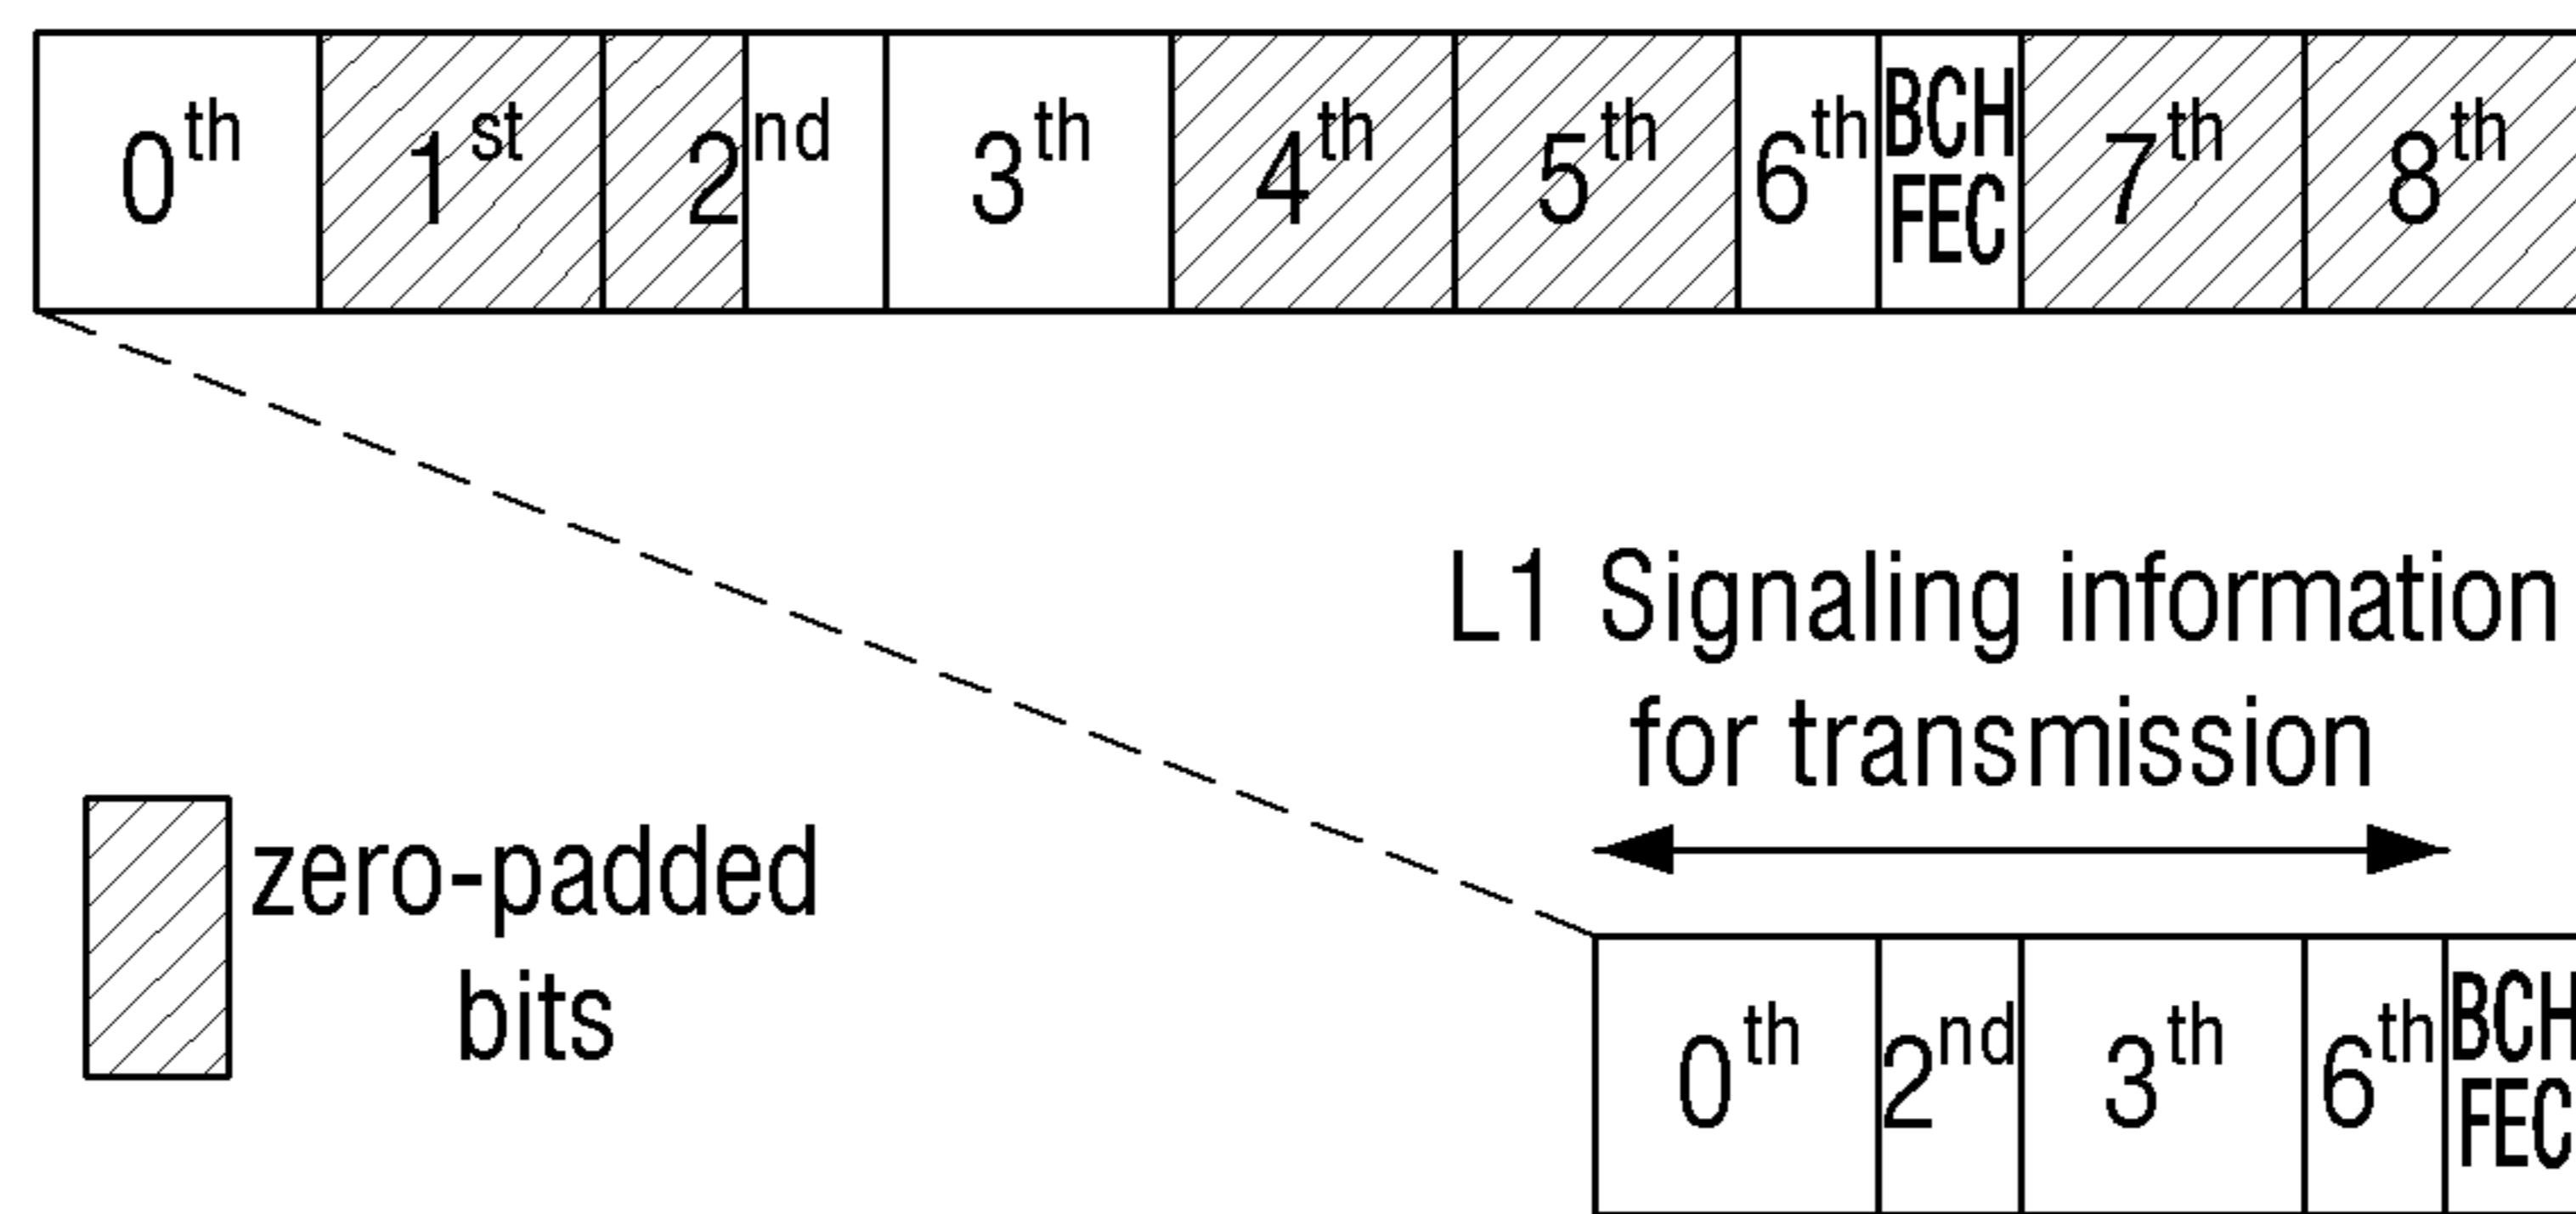 0th 1st 2nd 3th 4th 5th 6th BCH FEC 7th 8th
L1 Signaling information
for transmission
zero-padded
bits
0th 2nd 3th 6th BCH FEC